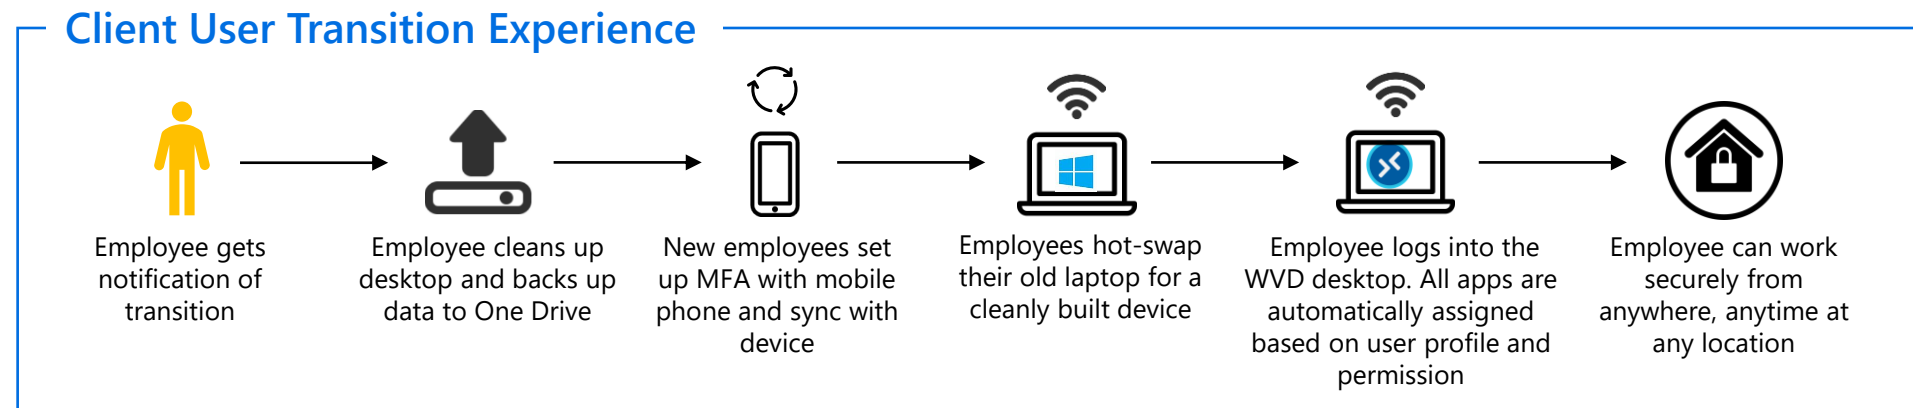 Client User Transition Experience
Employee gets
notification of
transition
Employee cleans up
desktop and backs up
data to One Drive
New employees set
up MFA with mobile
phone and sync with
device
Employees hot-swap
their old laptop for a
cleanly built device
Employee logs into the
WVD desktop. All apps are
automatically assigned
based on user profile and
permission
Employee can work
securely from
anywhere, anytime at
any location